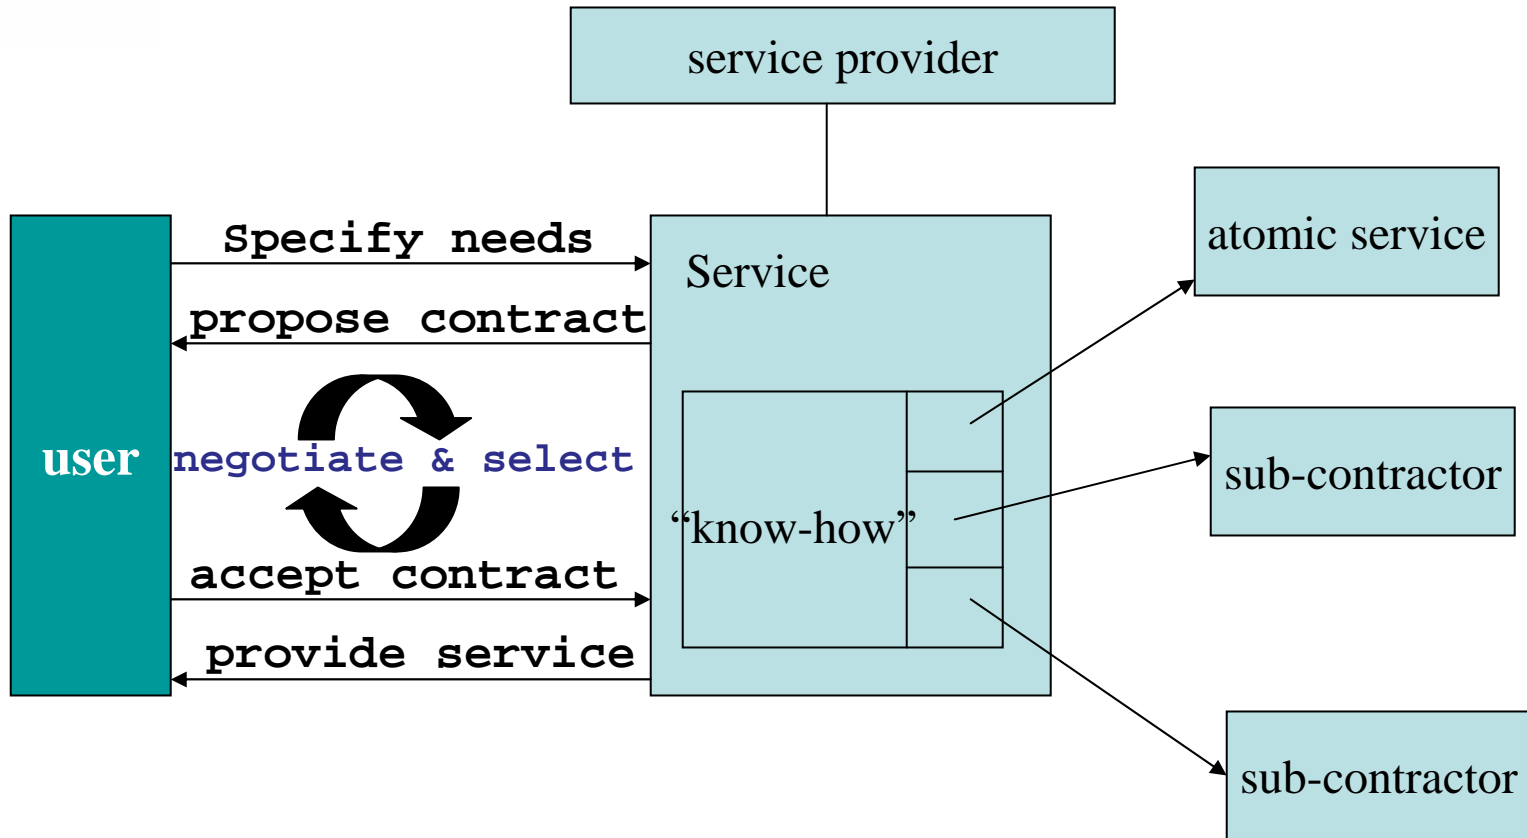 service provider
Specify needs
Service
atomic service
propose contract
user
negotiate & select
sub-contractor
“know-how”
accept contract
provide service
sub-contractor